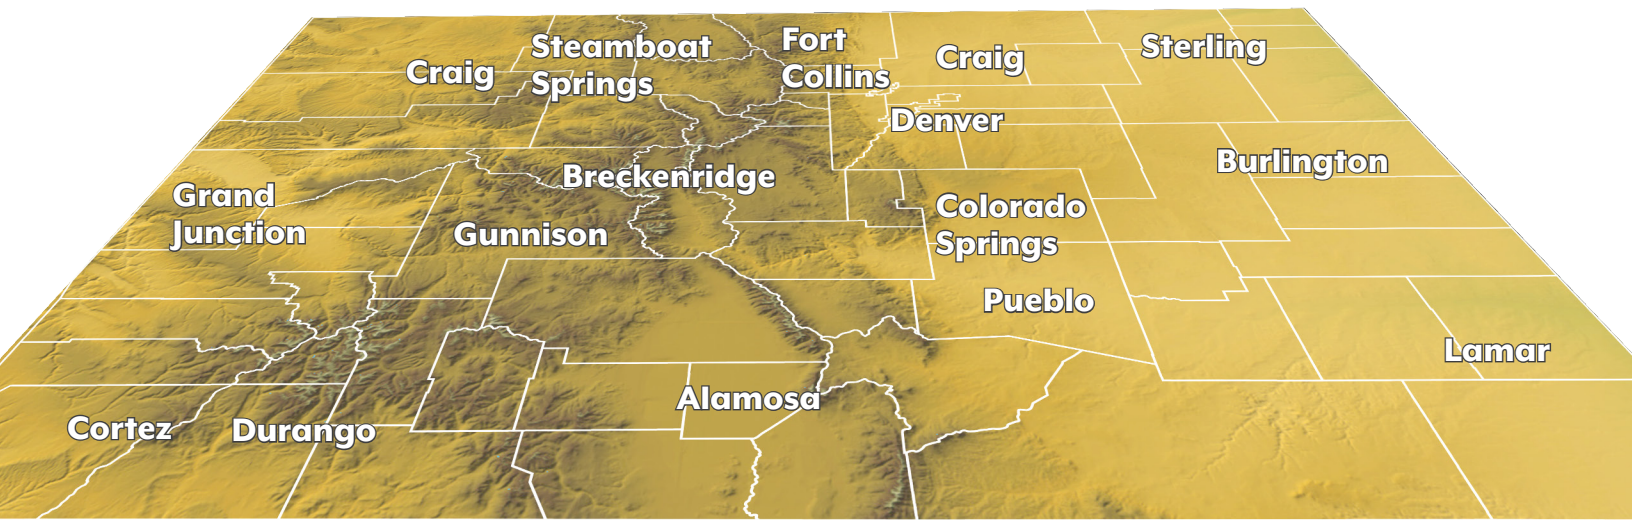 Steamboat
Springs
Craig
Fort
Collins
Craig
Sterling
Denver
Breckenridge
Burlington
Grand
Junction
Gunnison
Colorado
Springs
Pueblo
Lamar
Alamosa
Cortez
Durango